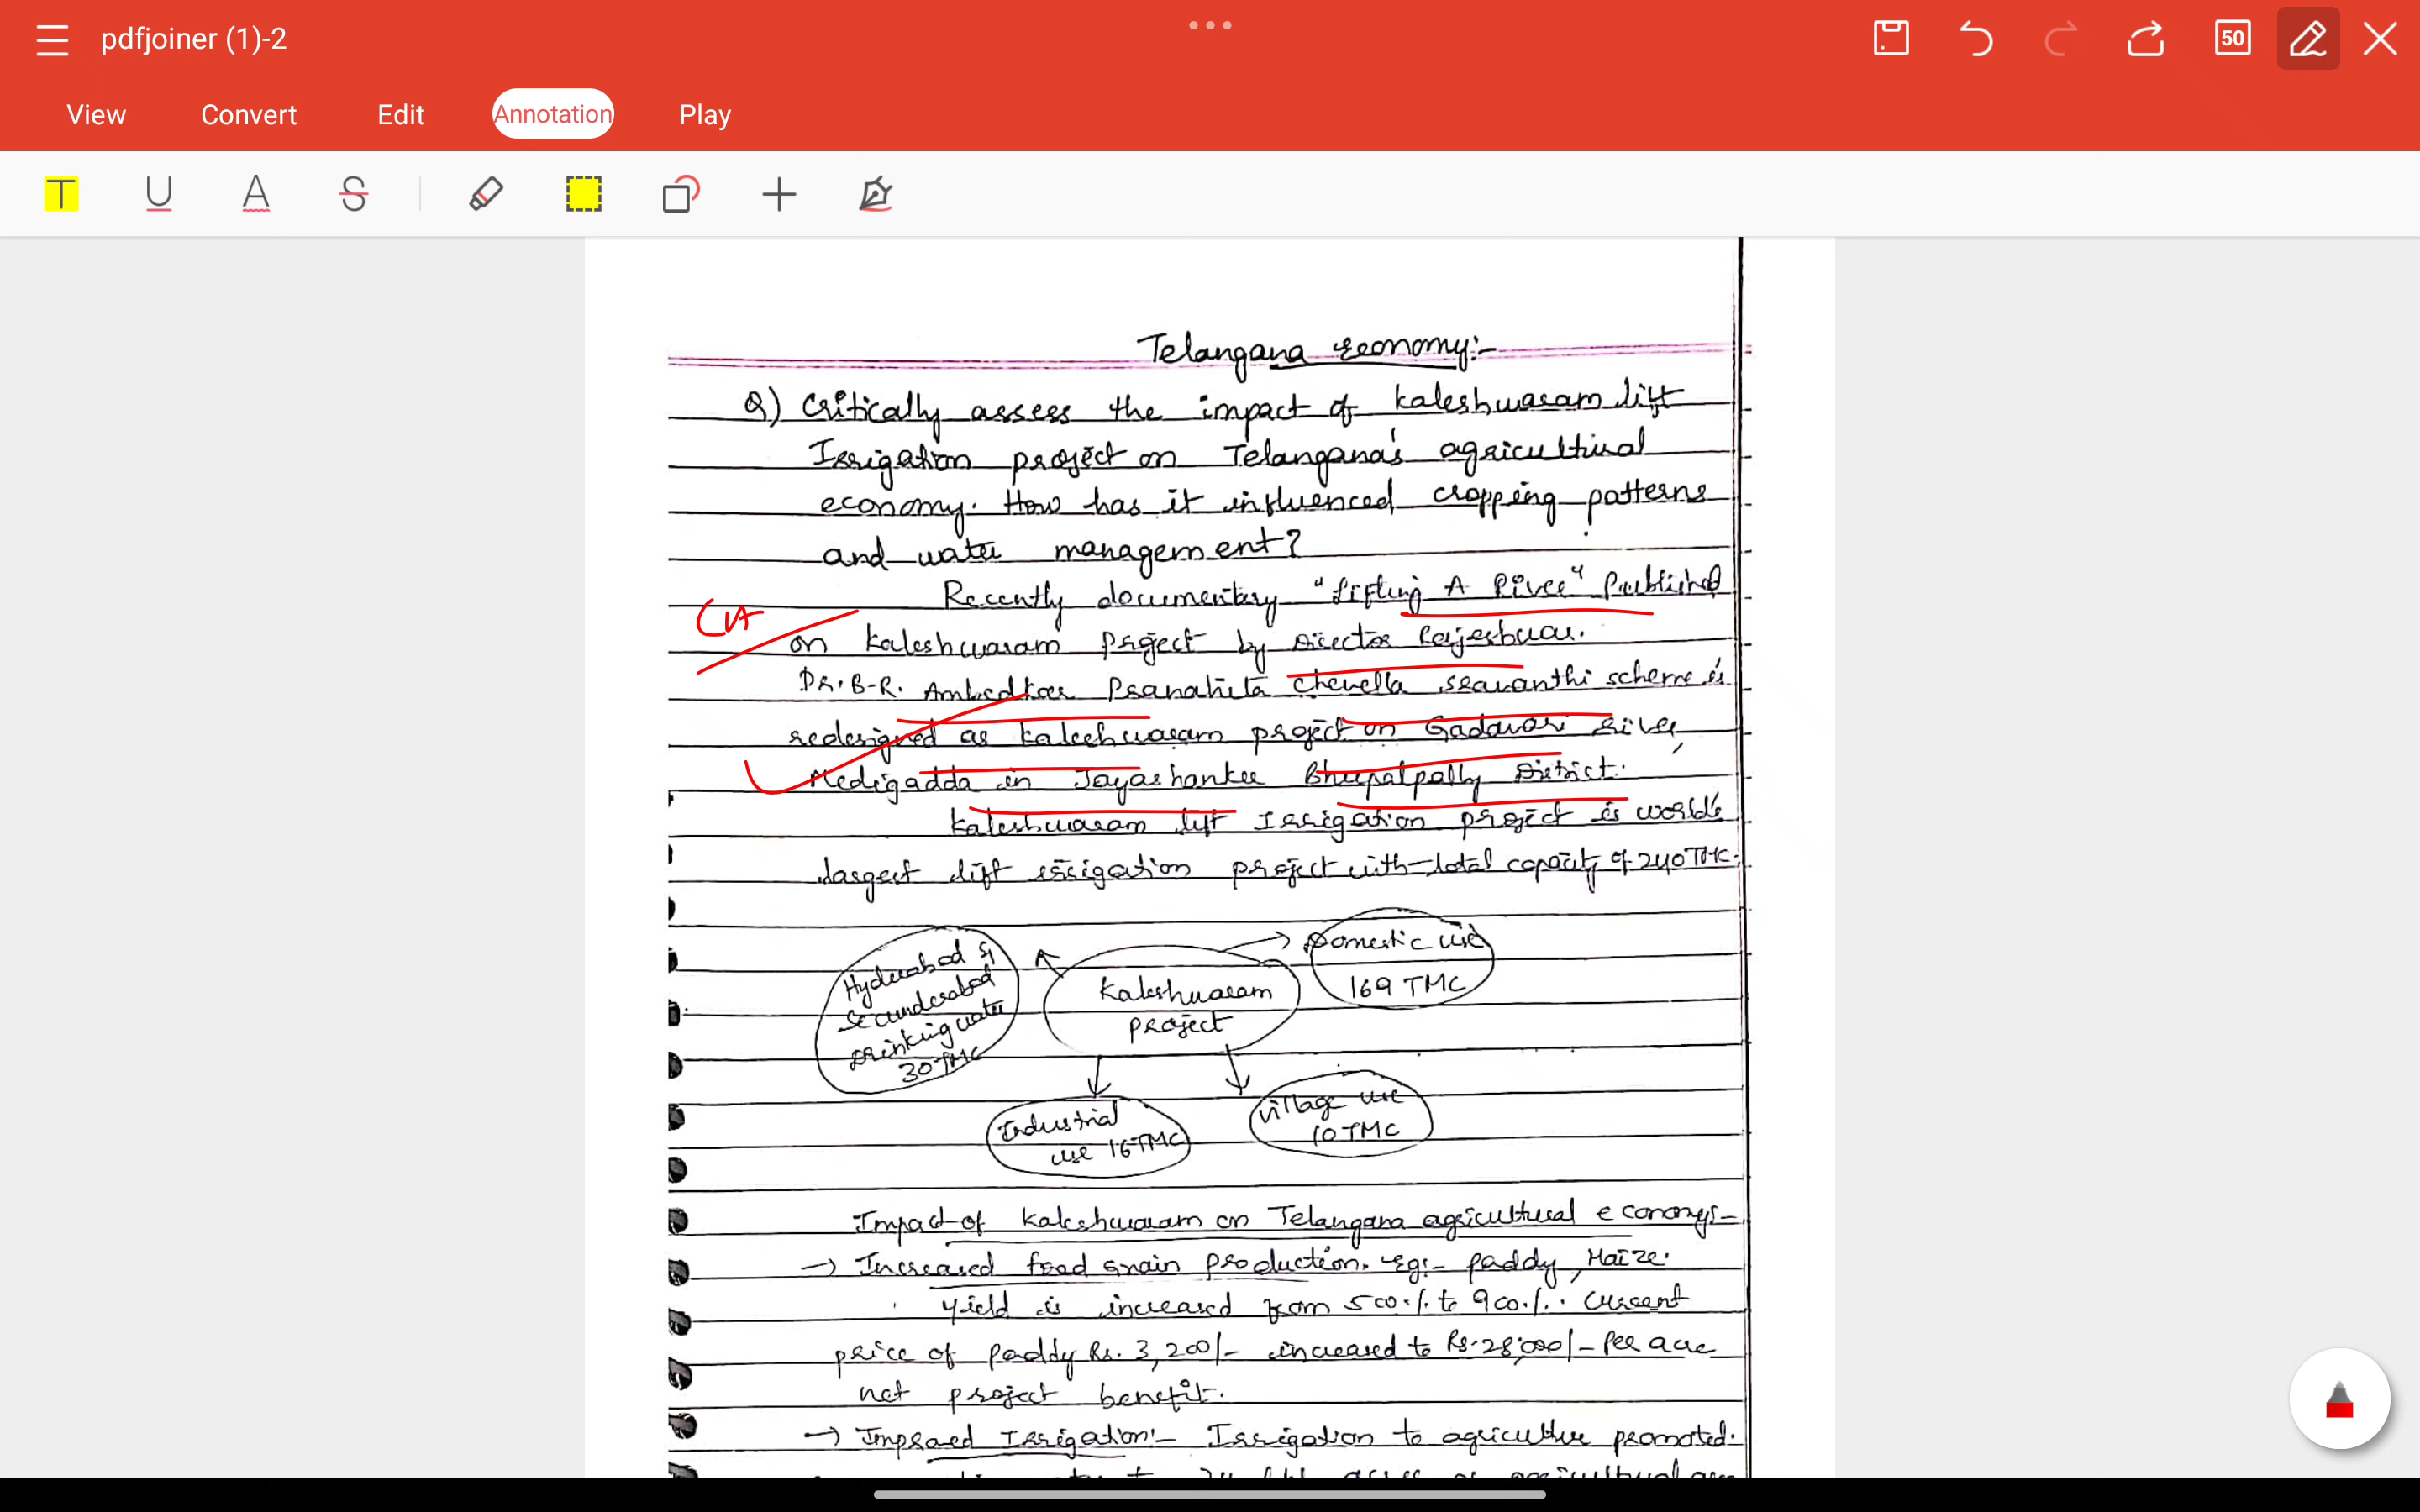 pdfjoiner (1)-2
50
View Convert Edit Annotation Play
T U A S
Telangana economy:-
Q) Critically assess the impact of kaleshwaram lift
Irrigation project on Telangana's agricultural
economy. How has it influenced cropping patterns
and water management?
Recently documentary "Lifting A River" Published
on kaleshwaram project by Director Rajeshwar.
Dr. B-R. Ambedkar Pranahita chevella sravanthi scheme is
redesigned as kaleshwaram project on Godavari river,
Medigadda in Jayashankar Bhupalpally District.
kaleshwaram lift Irrigation project is world's
largest lift irrigation project with total capacity of 240 TMC.
Hyderabad &
Secunderabad
Drinking water
30 TMC
Kaleshwaram
project
Domestic use
169 TMC
Industrial
use 16 TMC
village use
10 TMC
Impact of kaleshwaram on Telangana agricultural economy:-
→ Increased food grain production. eg:- paddy, Maize.
yield is increased from 500% to 900%. Current
price of paddy Rs. 3,200/- increased to Rs. 28,000/- Per acre
net project benefit.
→ Improved Irrigation:- Irrigation to agriculture promoted.